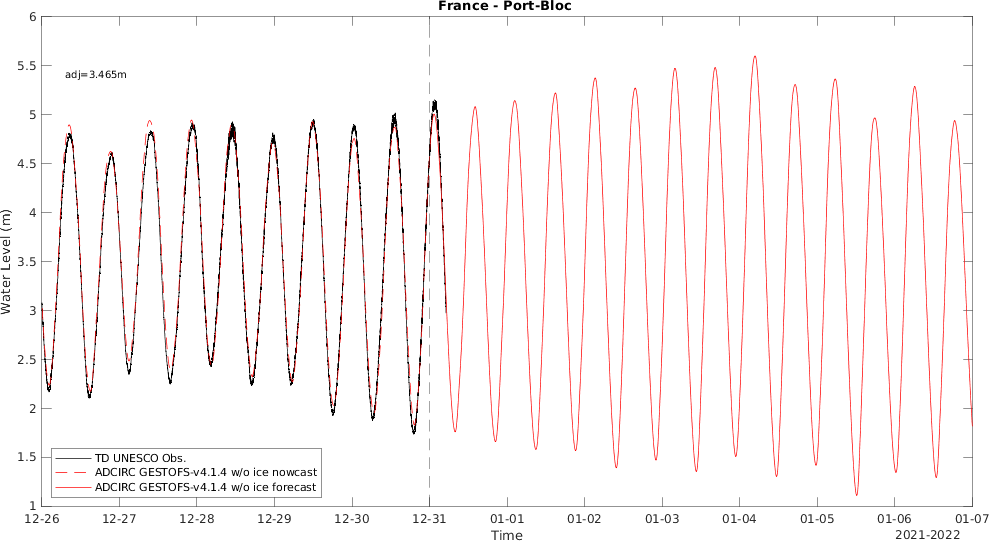 France - Port-Bloc
6
5.5
5
4.5
4
3.5
3
2.5
2
1.5
1
Water Level (m)
adj=3.465m
TD UNESCO Obs.
ADCIRC GESTOFS-v4.1.4 w/o ice nowcast
ADCIRC GESTOFS-v4.1.4 w/o ice forecast
12-26 12-27 12-28 12-29 12-30 12-31 01-01 01-02 01-03 01-04 01-05 01-06 01-07
Time
2021-2022